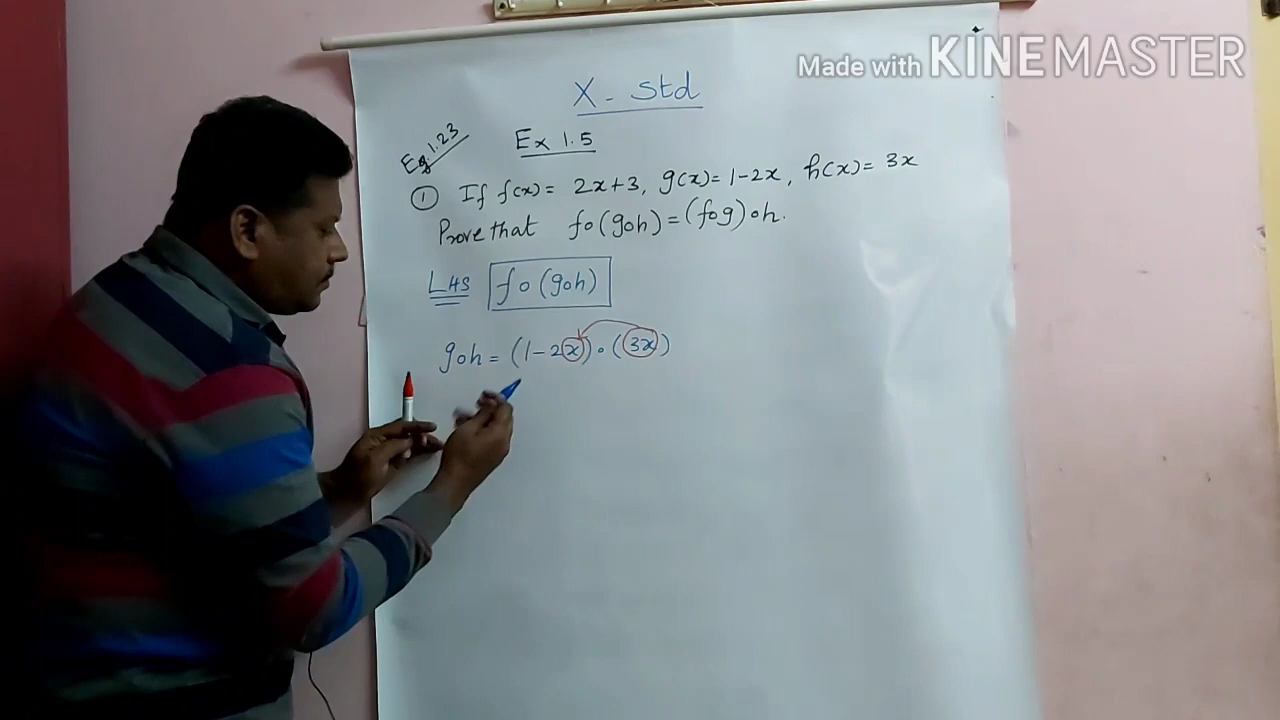 Made with KINEMASTER
X - Std
Eg 1.23
Ex 1.5
① If f(x) = 2x+3, g(x) = 1-2x, h(x) = 3x
Prove that fo(goh) = (fog)oh.
LHS fo(goh)
goh = (1-2x)∘(3x)